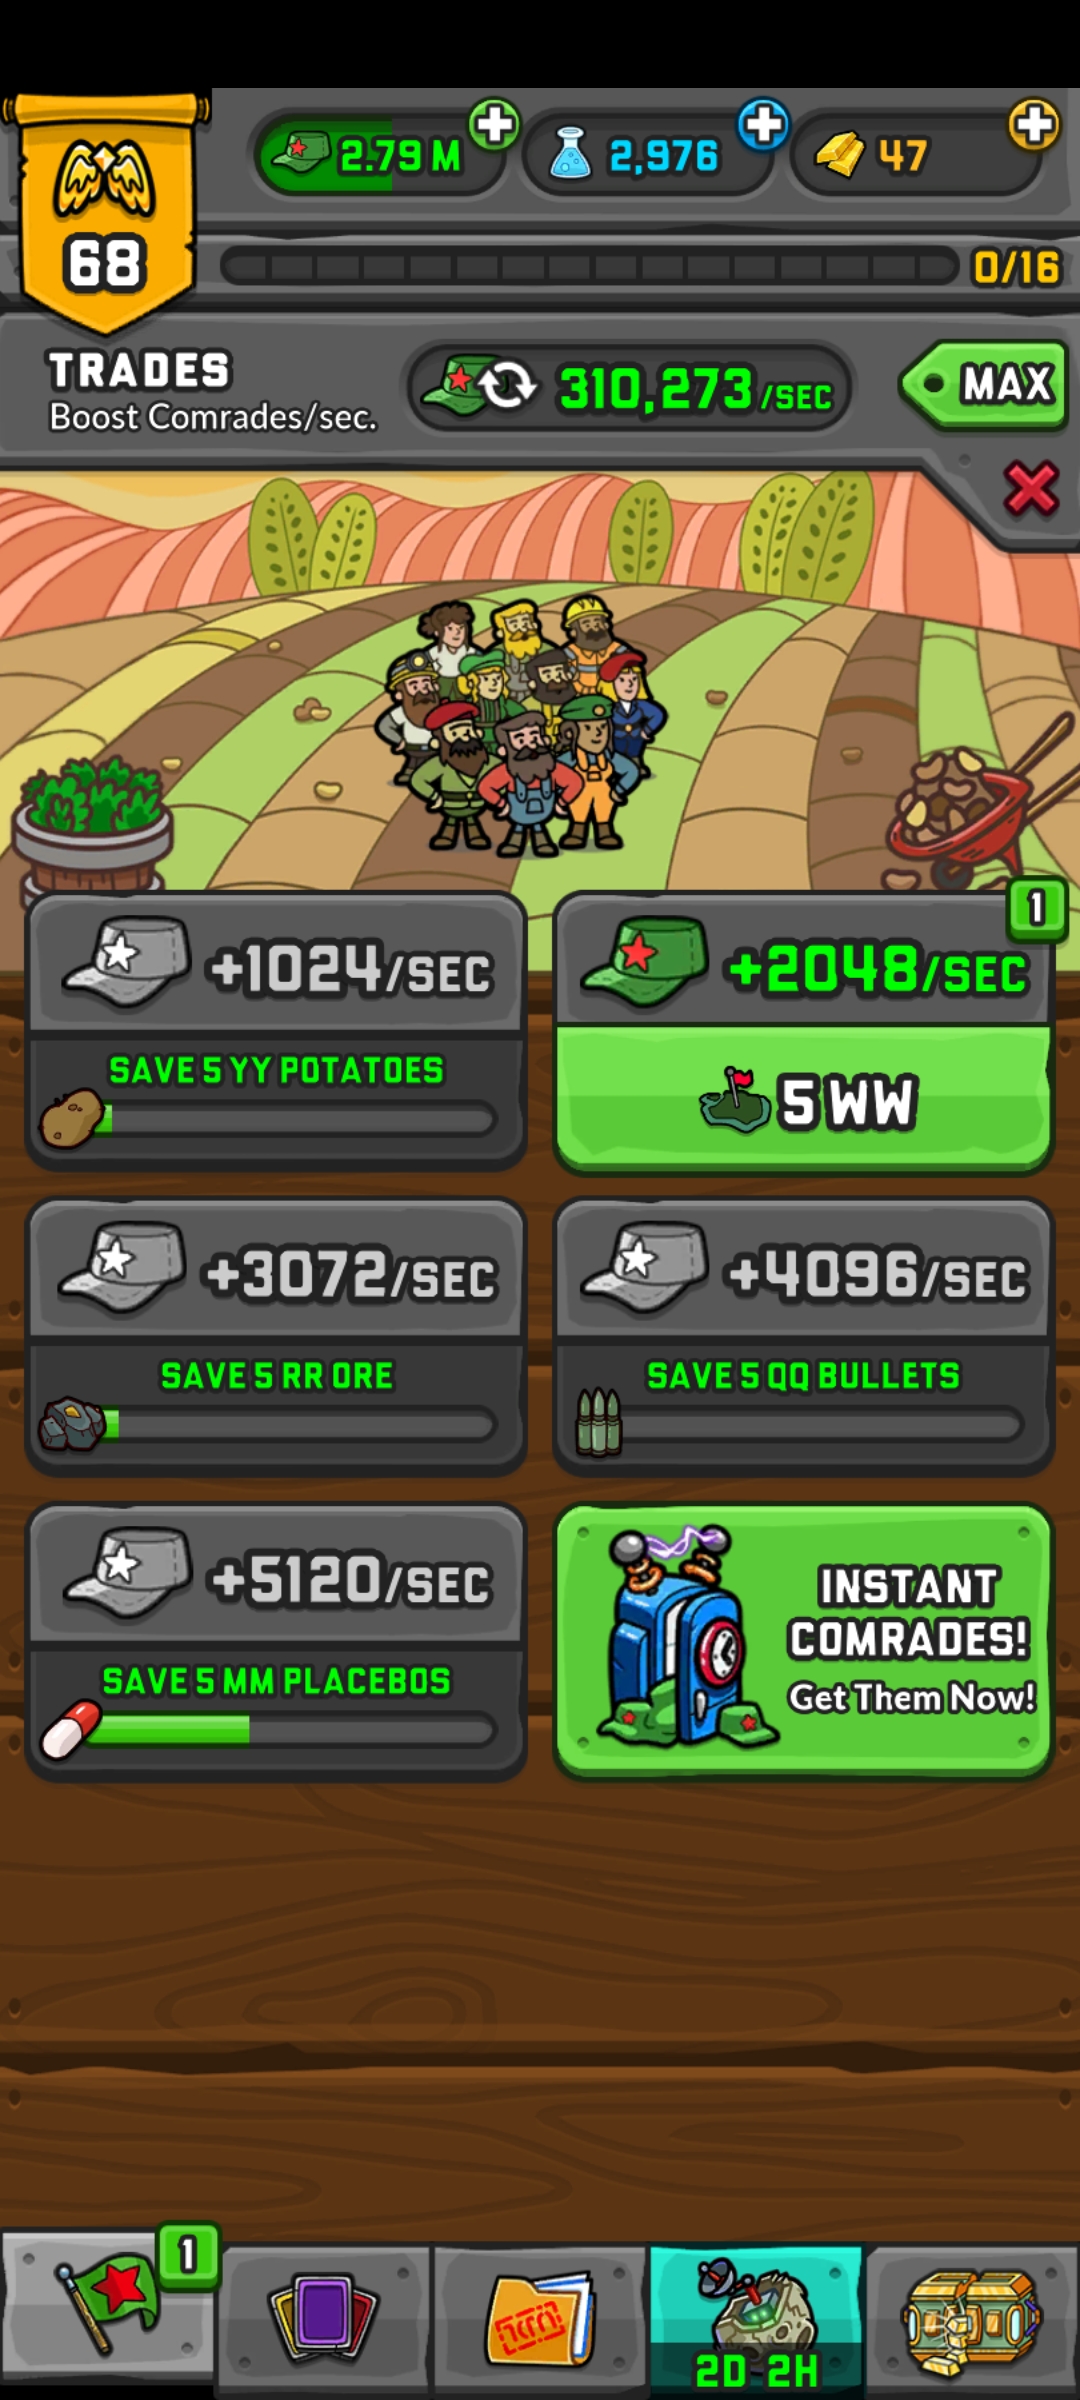 2.79 M
2,976
47
68
0/16
TRADES
Boost Comrades/sec.
310,273/SEC
MAX
1
+1024/SEC
+2048/SEC
SAVE 5 YY POTATOES
5 WW
+3072/SEC
+4096/SEC
SAVE 5 RR ORE
SAVE 5 QQ BULLETS
+5120/SEC
INSTANT
COMRADES!
SAVE 5 MM PLACEBOS
Get Them Now!
1
2D 2H